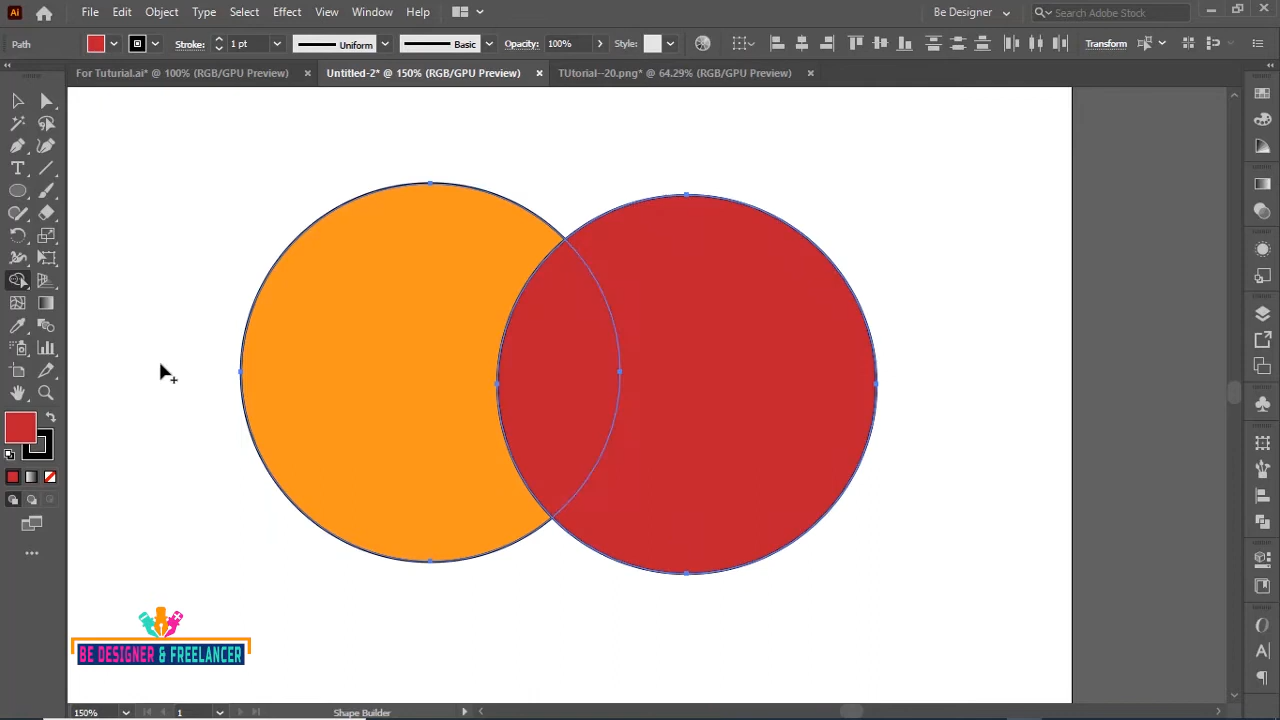 Ai File Edit Object Type Select Effect View Window Help Be Designer Search Adobe Stock
Path Stroke: 1 pt Uniform Basic Opacity: 100% Style: Transform
For Tuturial.ai* @ 100% (RGB/GPU Preview) × Untitled-2* @ 150% (RGB/GPU Preview) × TUtorial--20.png* @ 64.29% (RGB/GPU Preview) ×
BE DESIGNER & FREELANCER
150% 1 Shape Builder